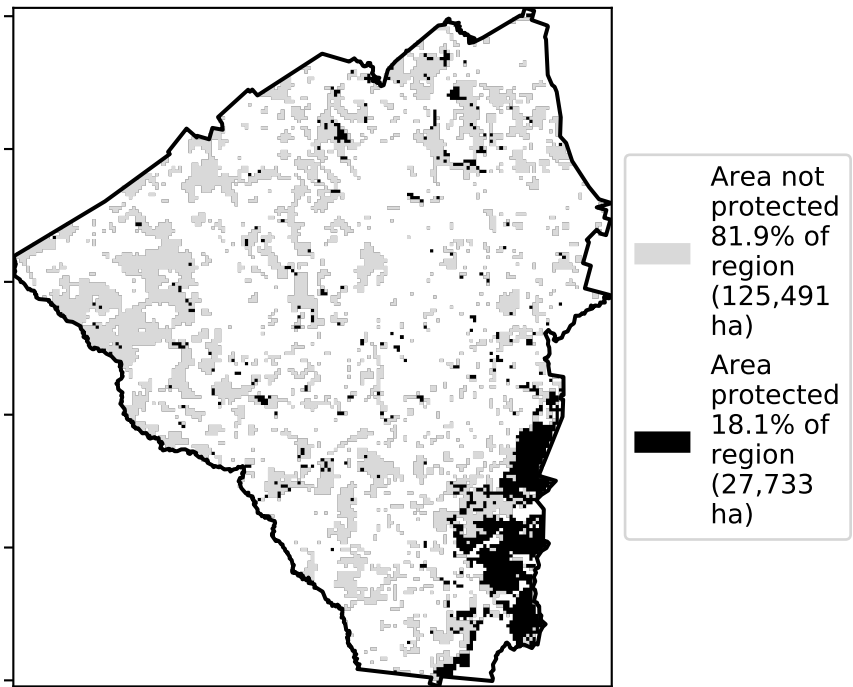 Area not
protected
81.9% of
region
(125,491
ha)
Area
protected
18.1% of
region
(27,733
ha)